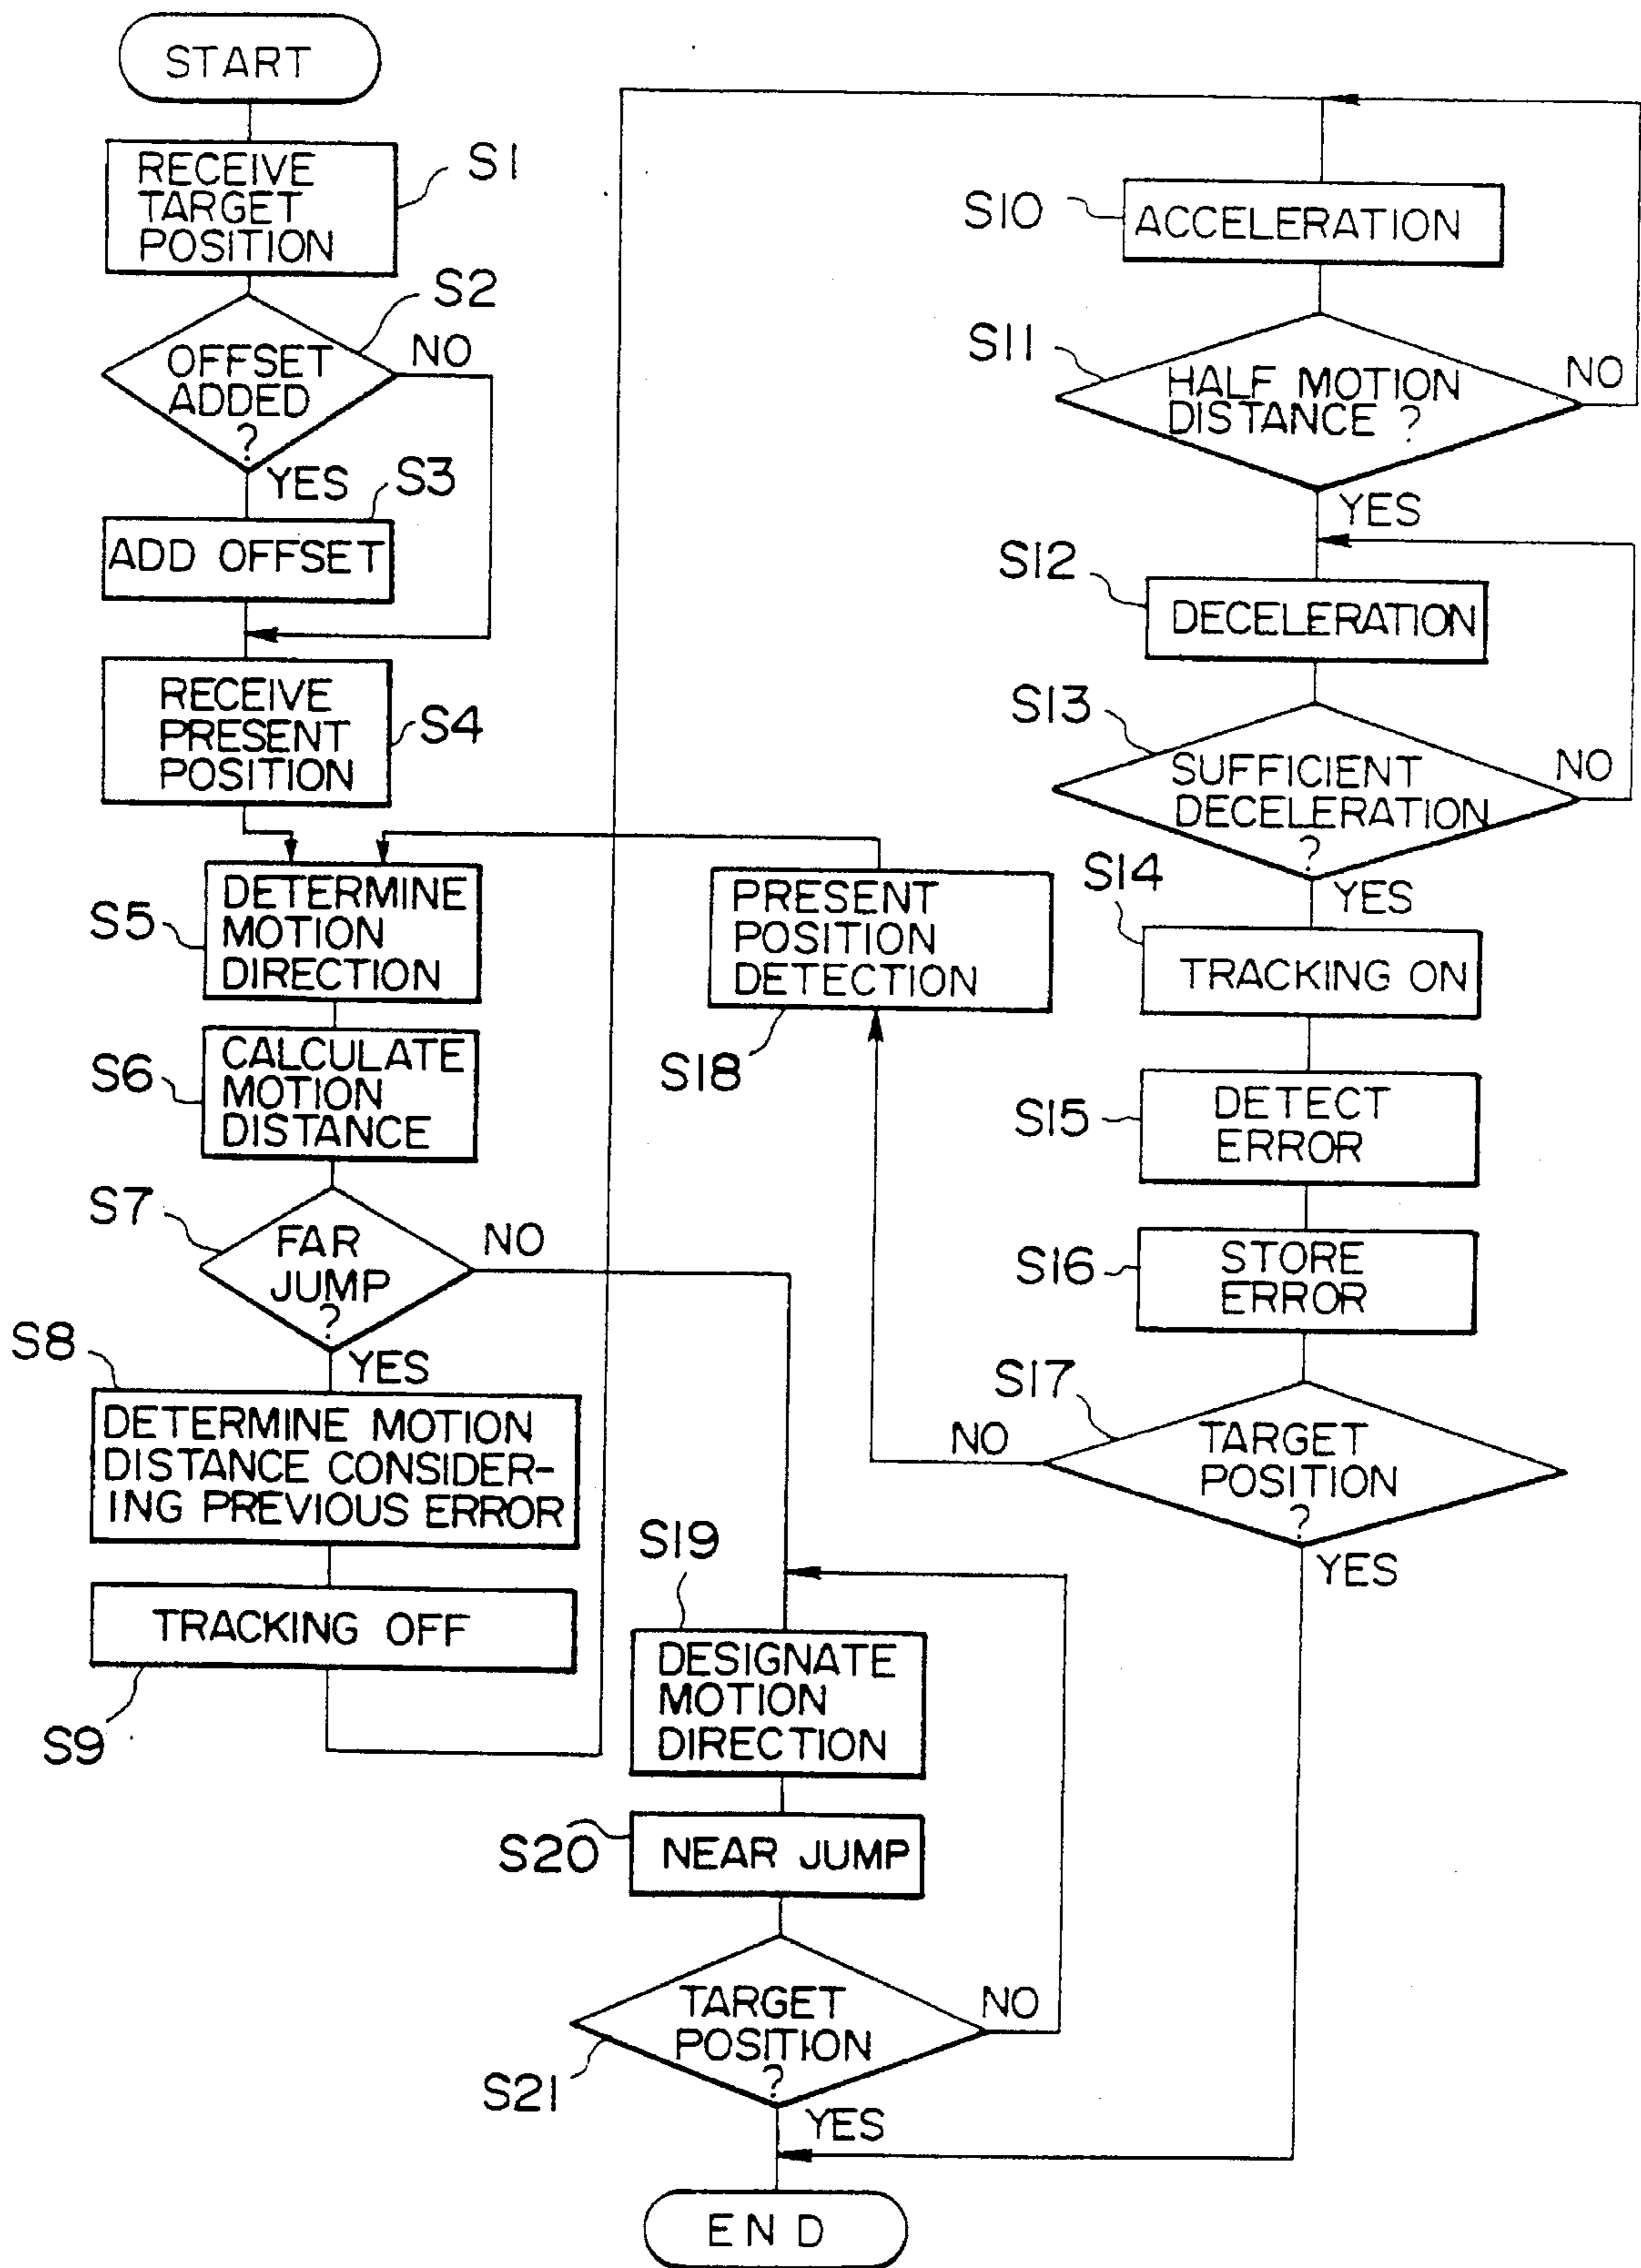 START
RECEIVE
TARGET
POSITION
S1
S2
OFFSET
ADDED
?
NO
YES
S3
ADD OFFSET
RECEIVE
PRESENT
POSITION
S4
S5
DETERMINE
MOTION
DIRECTION
S6
CALCULATE
MOTION
DISTANCE
S7
FAR
JUMP
?
NO
YES
S8
DETERMINE MOTION
DISTANCE CONSIDER-
ING PREVIOUS ERROR
TRACKING OFF
S9
S10
ACCELERATION
S11
HALF MOTION
DISTANCE ?
NO
YES
S12
DECELERATION
S13
SUFFICIENT
DECELERATION
?
NO
YES
S14
TRACKING ON
S15
DETECT
ERROR
S16
STORE
ERROR
S17
TARGET
POSITION
?
NO
YES
PRESENT
POSITION
DETECTION
S18
S19
DESIGNATE
MOTION
DIRECTION
S20
NEAR JUMP
TARGET
POSITION
?
S21
NO
YES
END